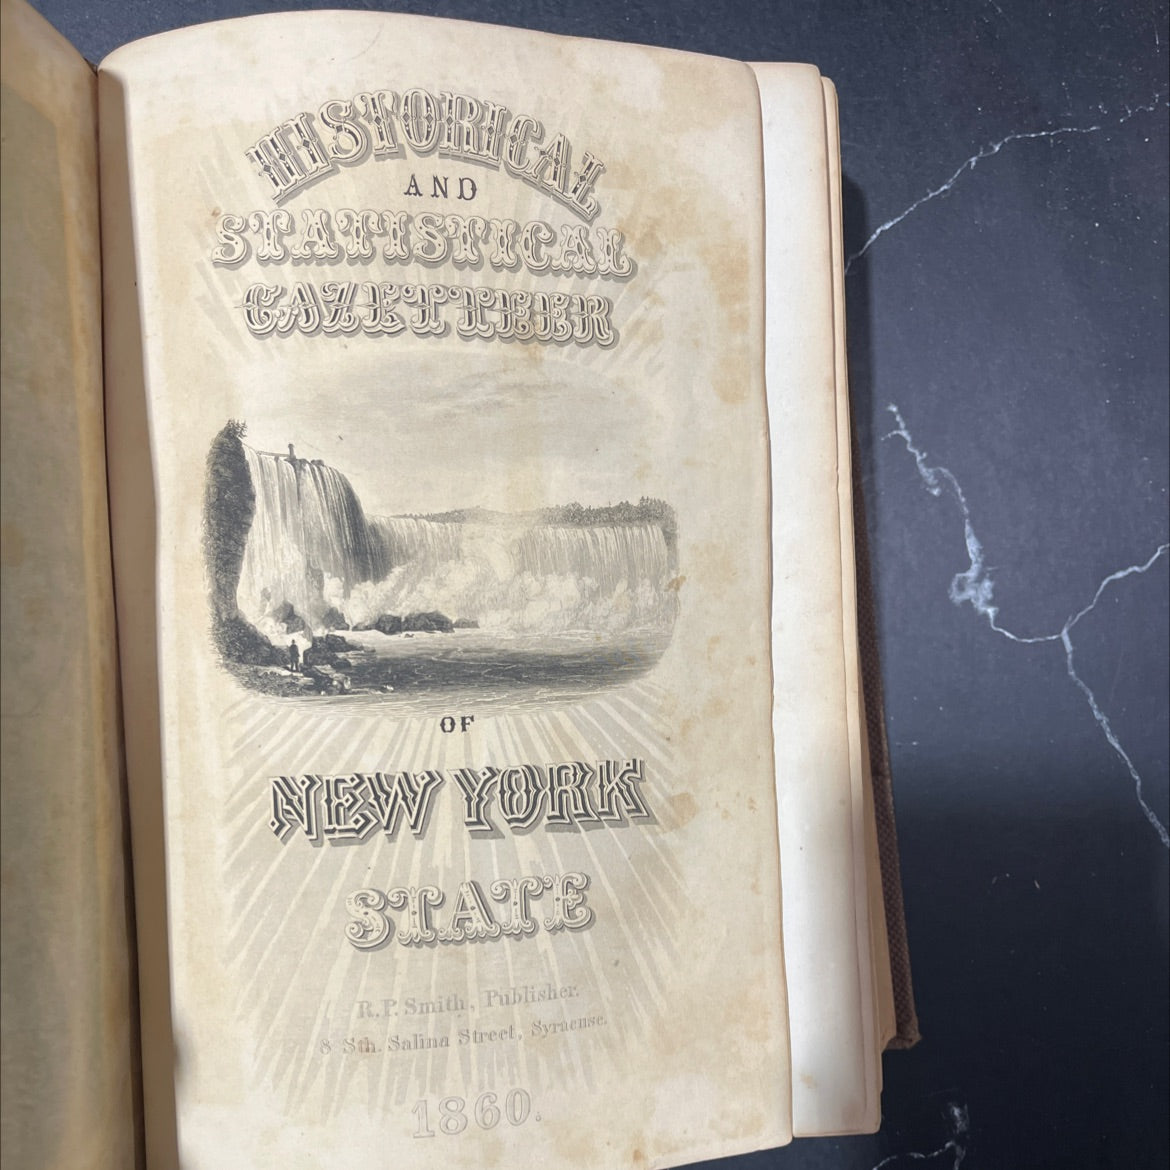 HISTORICAL
AND
STATISTICAL
GAZETTEER
OF
NEW YORK
STATE
R.P. Smith, Publisher.
8 Sth. Salina Street, Syracuse.
1860.